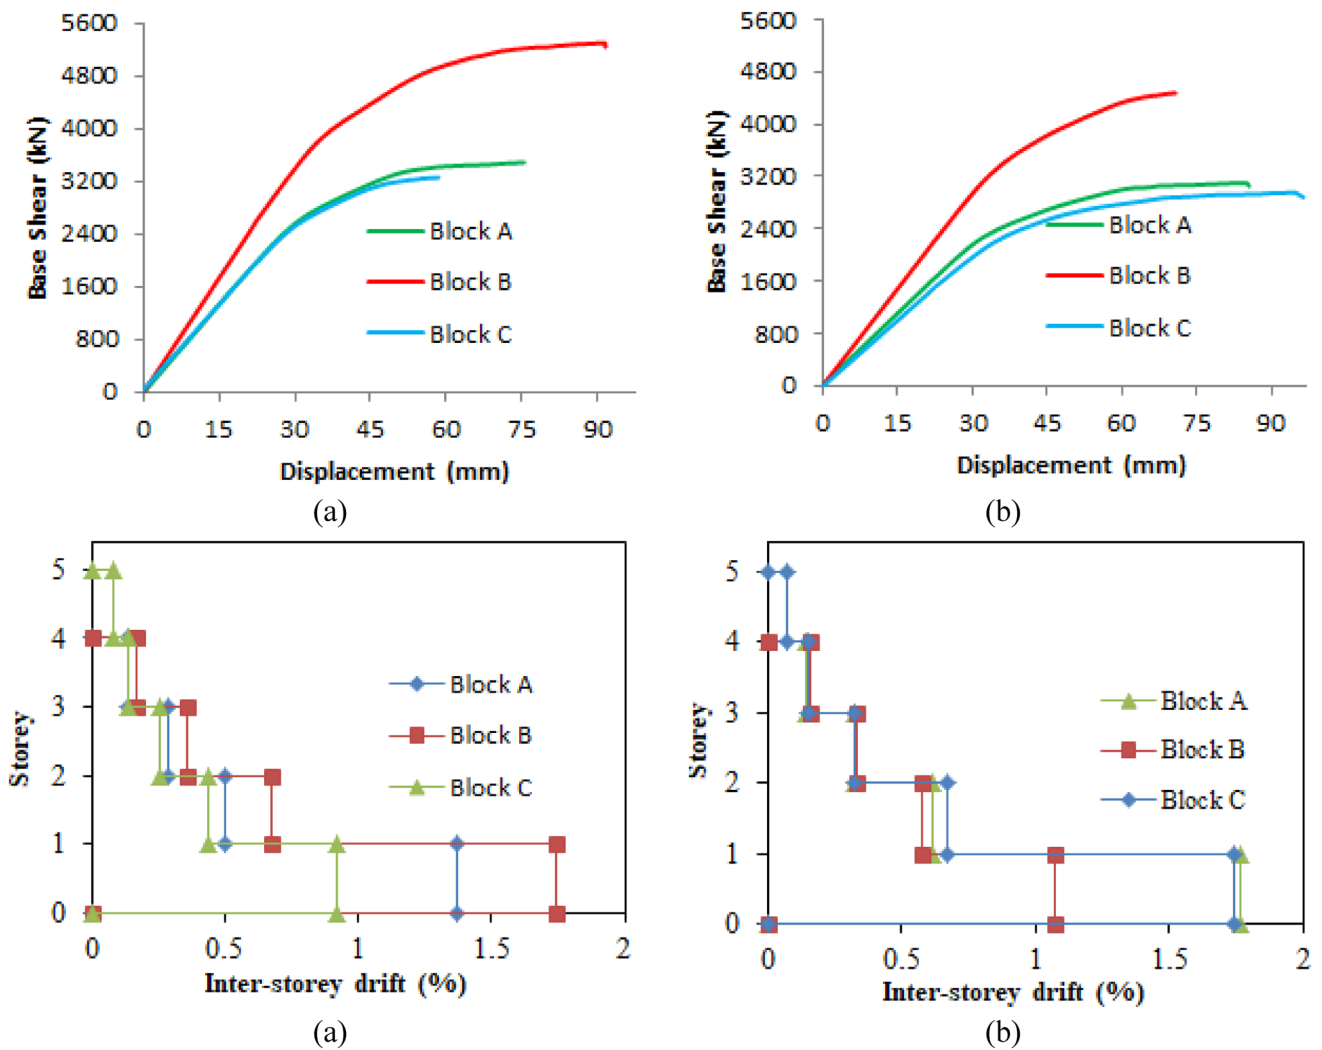 5600
4800
4000
3200
2400
1600
800
0
Base Shear (kN)
Block A
Block B
Block C
0 15 30 45 60 75 90
Displacement (mm)
(a)
5600
4800
4000
3200
2400
1600
800
0
Base Shear (kN)
Block A
Block B
Block C
0 15 30 45 60 75 90
Displacement (mm)
(b)
5
4
3
2
1
0
Storey
Block A
Block B
Block C
0 0.5 1 1.5 2
Inter-storey drift (%)
(a)
5
4
3
2
1
0
Storey
Block A
Block B
Block C
0 0.5 1 1.5 2
Inter-storey drift (%)
(b)